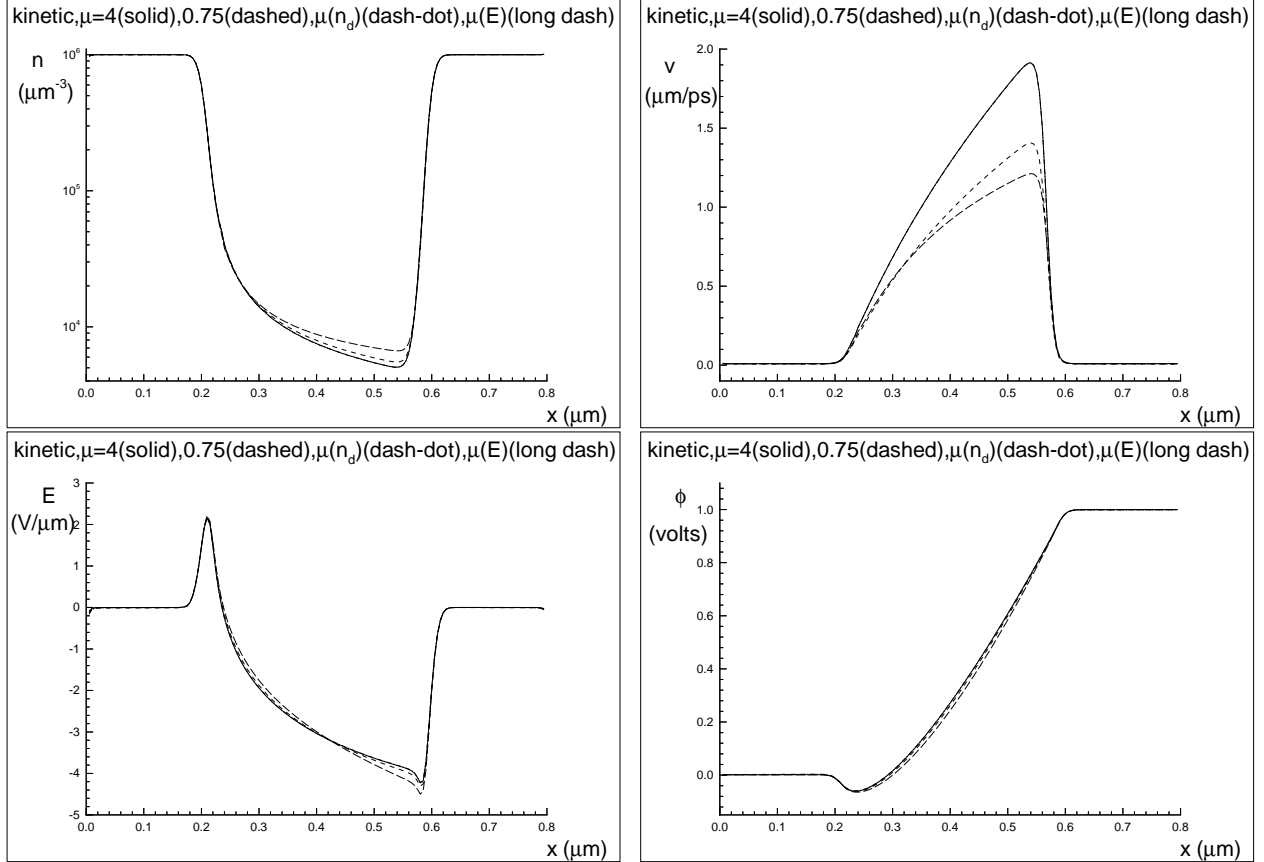 kinetic,μ=4(solid),0.75(dashed),μ(n_d)(dash-dot),μ(E)(long dash)
n
(μm⁻³)
10⁶
10⁵
10⁴
0.0 0.1 0.2 0.3 0.4 0.5 0.6 0.7 0.8
x (μm)
kinetic,μ=4(solid),0.75(dashed),μ(n_d)(dash-dot),μ(E)(long dash)
v
(μm/ps)
2.0
1.5
1.0
0.5
0.0
0.0 0.1 0.2 0.3 0.4 0.5 0.6 0.7 0.8
x (μm)
kinetic,μ=4(solid),0.75(dashed),μ(n_d)(dash-dot),μ(E)(long dash)
E
(V/μm)
3
2
1
0
-1
-2
-3
-4
-5
0.0 0.1 0.2 0.3 0.4 0.5 0.6 0.7 0.8
x (μm)
kinetic,μ=4(solid),0.75(dashed),μ(n_d)(dash-dot),μ(E)(long dash)
ϕ
(volts)
1.0
0.8
0.6
0.4
0.2
0.0
0.0 0.1 0.2 0.3 0.4 0.5 0.6 0.7 0.8
x (μm)